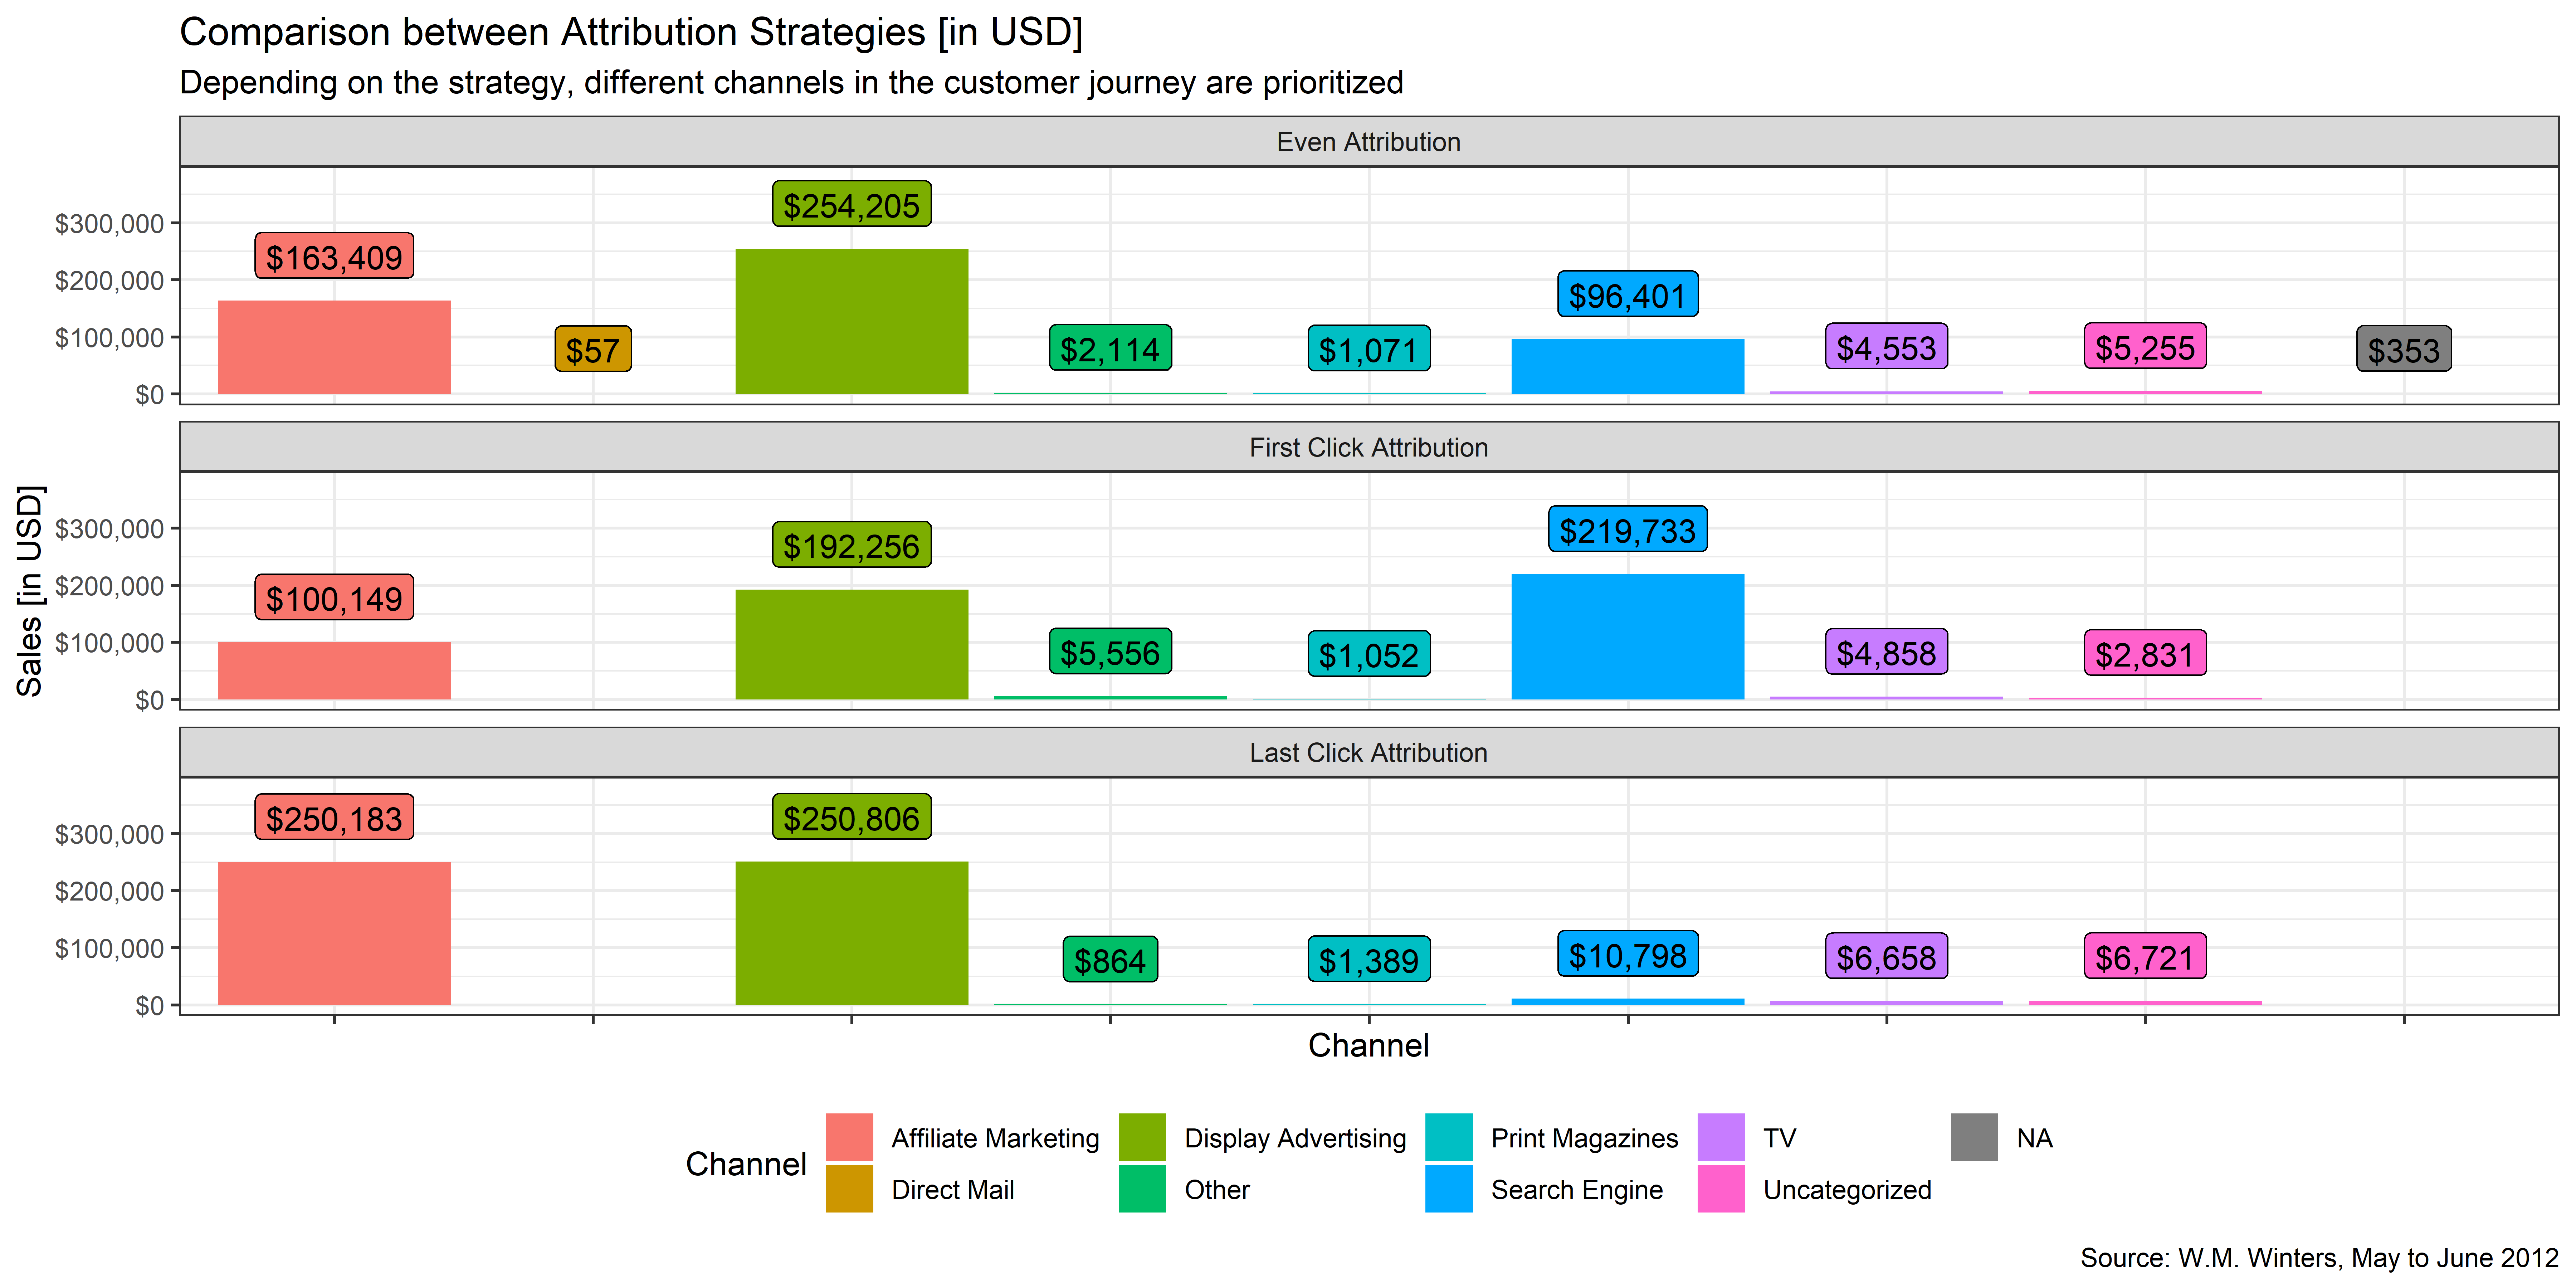 Comparison between Attribution Strategies [in USD]
Depending on the strategy, different channels in the customer journey are prioritized
Even Attribution
$300,000
$200,000
$100,000
$0
$163,409
$57
$254,205
$2,114
$1,071
$96,401
$4,553
$5,255
$353
First Click Attribution
Sales [in USD]
$300,000
$200,000
$100,000
$0
$100,149
$192,256
$5,556
$1,052
$219,733
$4,858
$2,831
Last Click Attribution
$300,000
$200,000
$100,000
$0
$250,183
$250,806
$864
$1,389
$10,798
$6,658
$6,721
Channel
Channel
Affiliate Marketing
Direct Mail
Display Advertising
Other
Print Magazines
Search Engine
TV
Uncategorized
NA
Source: W.M. Winters, May to June 2012